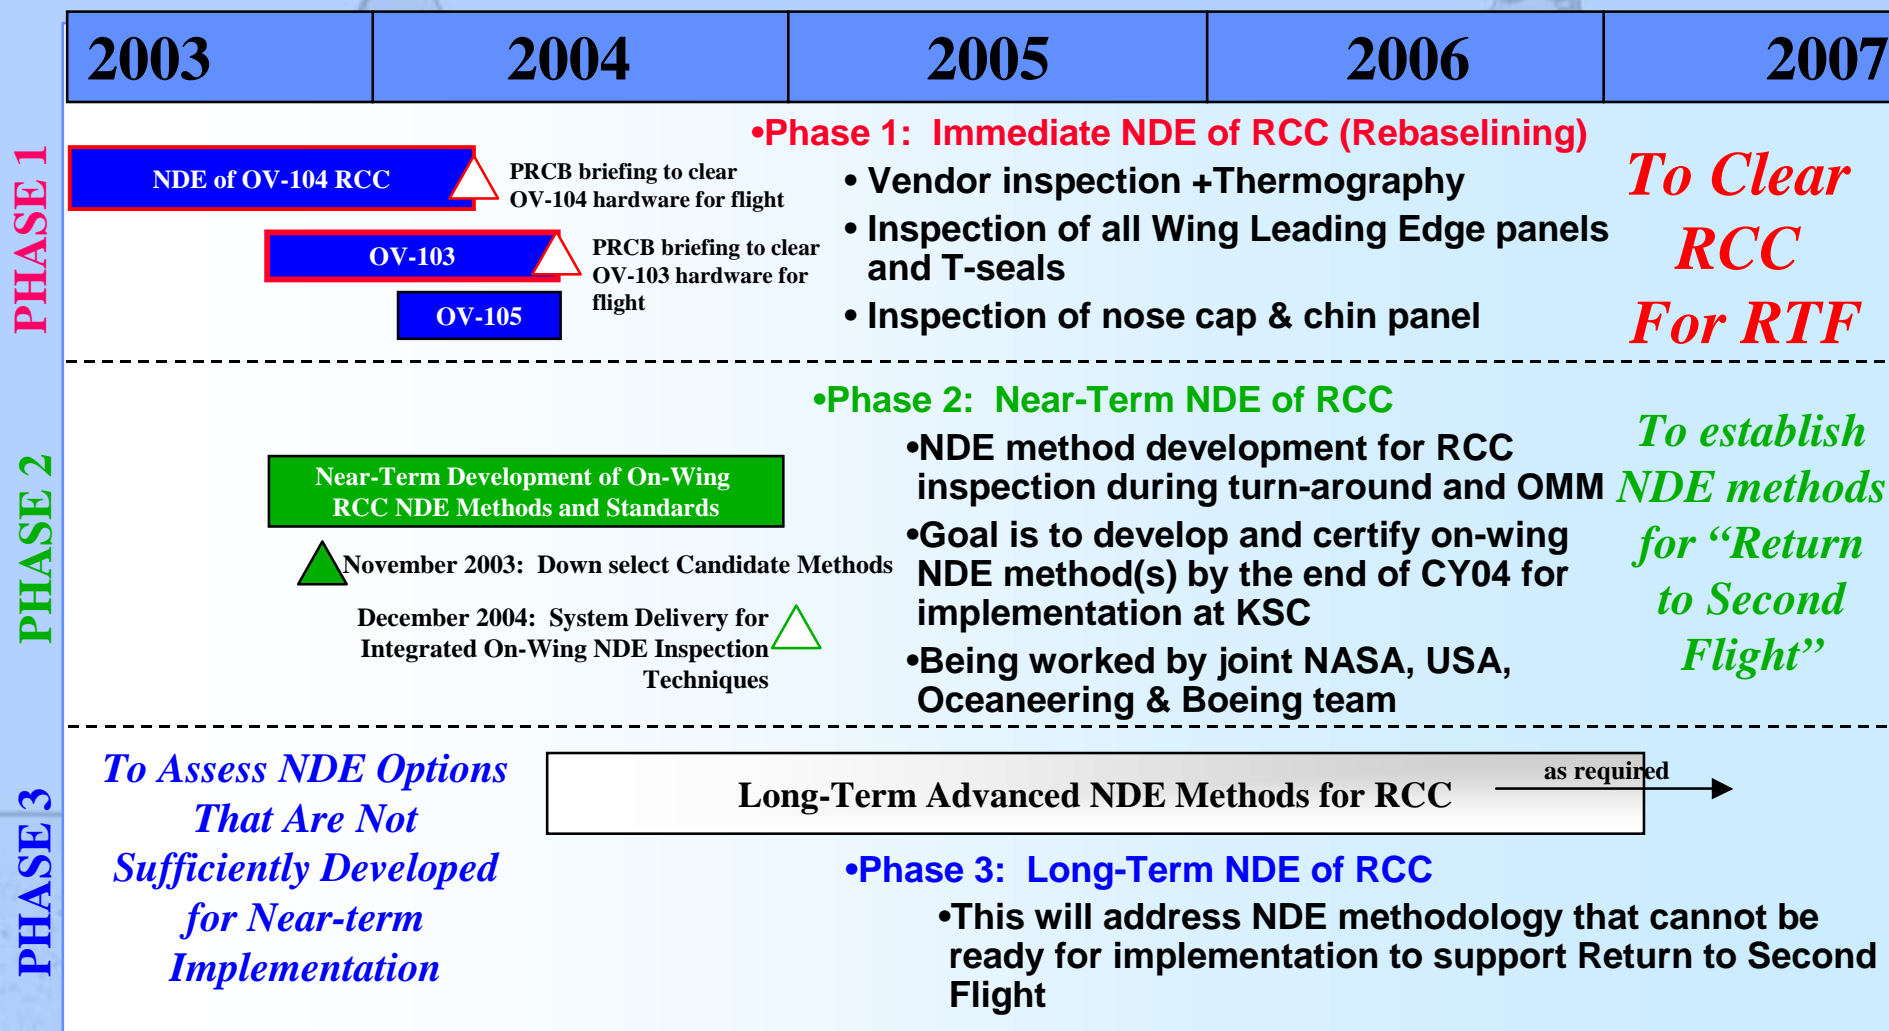 2003 2004 2005 2006 2007
PHASE 1
NDE of OV-104 RCC
PRCB briefing to clear
OV-104 hardware for flight
OV-103
PRCB briefing to clear
OV-103 hardware for
flight
OV-105
•Phase 1: Immediate NDE of RCC (Rebaselining)
• Vendor inspection +Thermography
• Inspection of all Wing Leading Edge panels
and T-seals
• Inspection of nose cap & chin panel
To Clear
RCC
For RTF
PHASE 2
Near-Term Development of On-Wing
RCC NDE Methods and Standards
November 2003: Down select Candidate Methods
December 2004: System Delivery for
Integrated On-Wing NDE Inspection
Techniques
•Phase 2: Near-Term NDE of RCC
•NDE method development for RCC
inspection during turn-around and OMM
•Goal is to develop and certify on-wing
NDE method(s) by the end of CY04 for
implementation at KSC
•Being worked by joint NASA, USA,
Oceaneering & Boeing team
To establish
NDE methods
for “Return
to Second
Flight”
PHASE 3
To Assess NDE Options
That Are Not
Sufficiently Developed
for Near-term
Implementation
Long-Term Advanced NDE Methods for RCC
as required
•Phase 3: Long-Term NDE of RCC
•This will address NDE methodology that cannot be
ready for implementation to support Return to Second
Flight